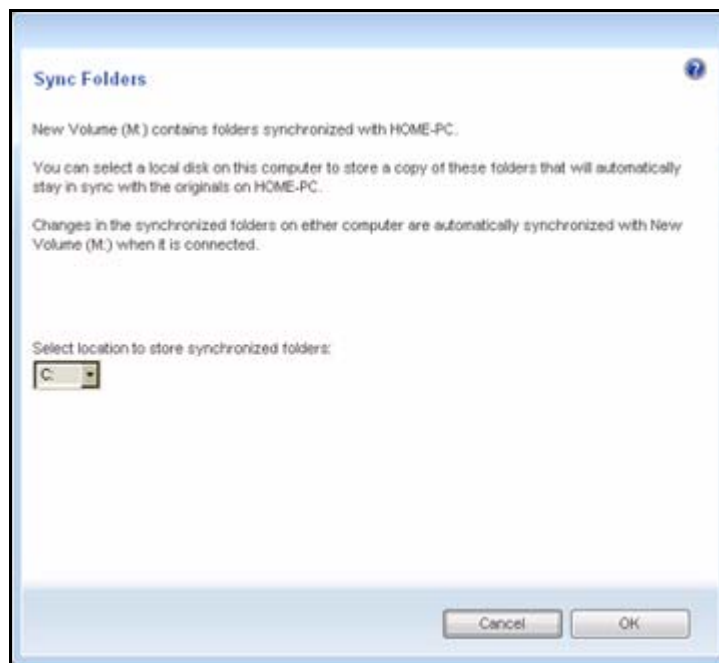 Sync Folders
New Volume (M:) contains folders synchronized with HOME-PC.
You can select a local disk on this computer to store a copy of these folders that will automatically
stay in sync with the originals on HOME-PC.
Changes in the synchronized folders on either computer are automatically synchronized with New
Volume (M:) when it is connected.
Select location to store synchronized folders:
C:
Cancel OK